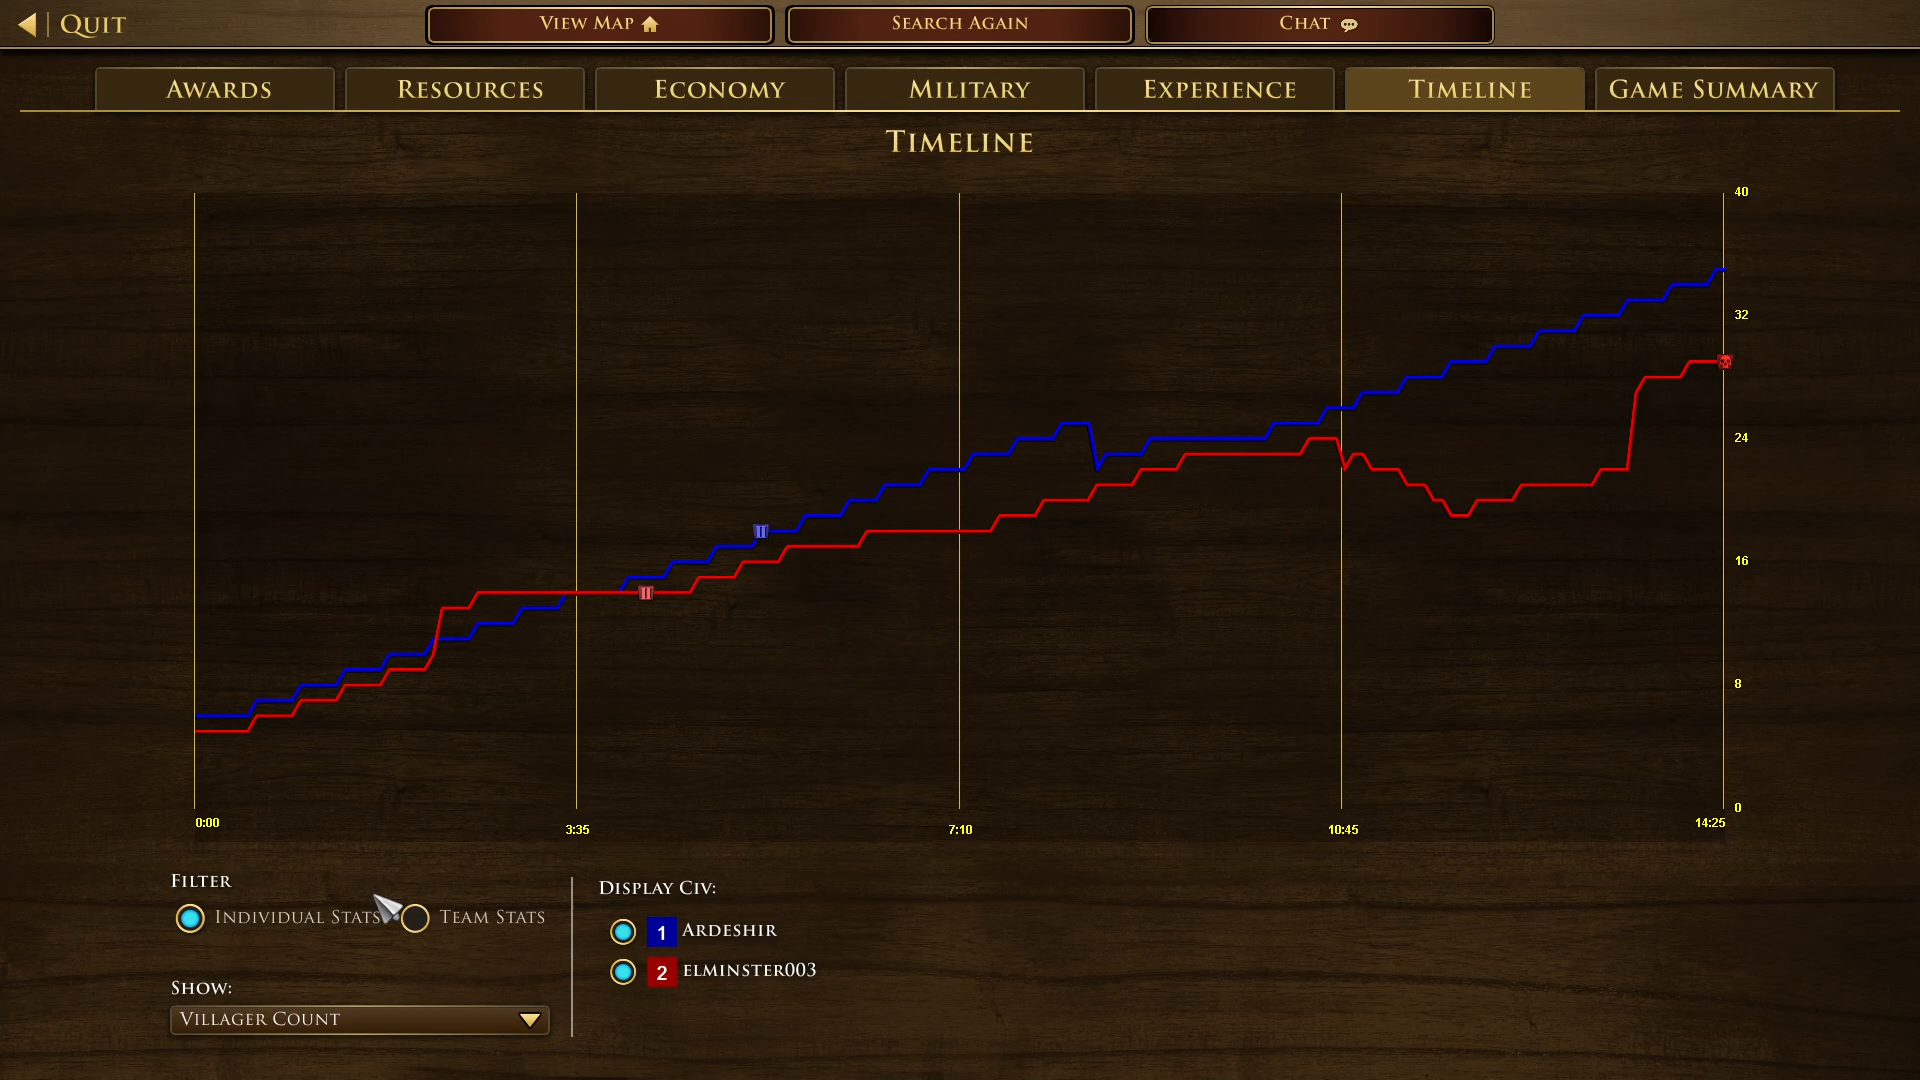 QUIT
VIEW MAP
SEARCH AGAIN
CHAT
AWARDS
RESOURCES
ECONOMY
MILITARY
EXPERIENCE
TIMELINE
GAME SUMMARY
TIMELINE
40
32
24
16
8
0
II
II
0:00
3:35
7:10
10:45
14:25
FILTER
INDIVIDUAL STATS
TEAM STATS
SHOW:
VILLAGER COUNT
DISPLAY CIV:
1 ARDESHIR
2 ELMINSTER003